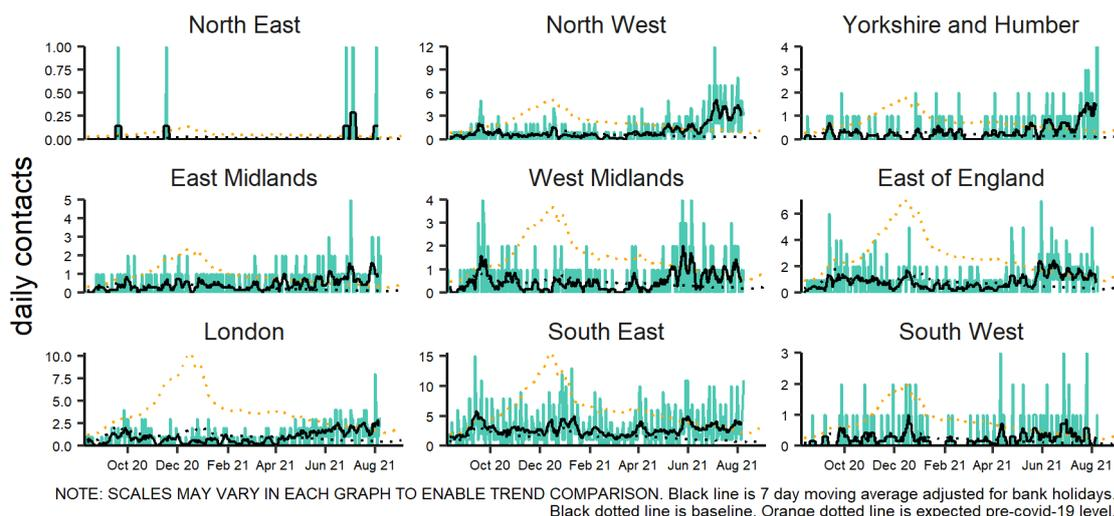 North East
North West
Yorkshire and Humber
1.00
0.75
0.50
0.25
0.00
12
9
6
3
0
4
3
2
1
0
East Midlands
West Midlands
East of England
5
4
3
2
1
0
4
3
2
1
0
6
4
2
0
daily contacts
London
South East
South West
10.0
7.5
5.0
2.5
0.0
15
10
5
0
3
2
1
0
Oct 20 Dec 20 Feb 21 Apr 21 Jun 21 Aug 21
Oct 20 Dec 20 Feb 21 Apr 21 Jun 21 Aug 21
Oct 20 Dec 20 Feb 21 Apr 21 Jun 21 Aug 21
NOTE: SCALES MAY VARY IN EACH GRAPH TO ENABLE TREND COMPARISON. Black line is 7 day moving average adjusted for bank holidays.
Black dotted line is baseline. Orange dotted line is expected pre-covid-19 level.